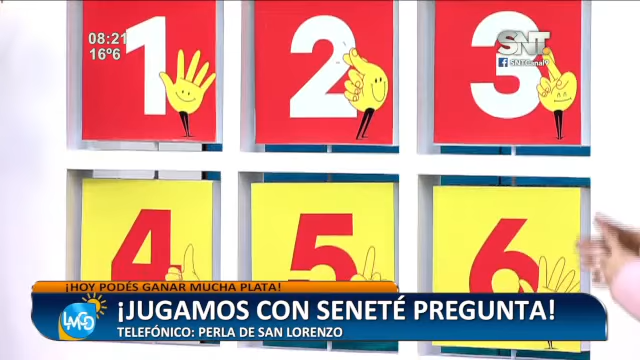 08:21
16°6
1
2
3
SNT
SNTCanal9
4
5
6
¡HOY PODÉS GANAR MUCHA PLATA!
¡JUGAMOS CON SENETÉ PREGUNTA!
TELEFÓNICO: PERLA DE SAN LORENZO